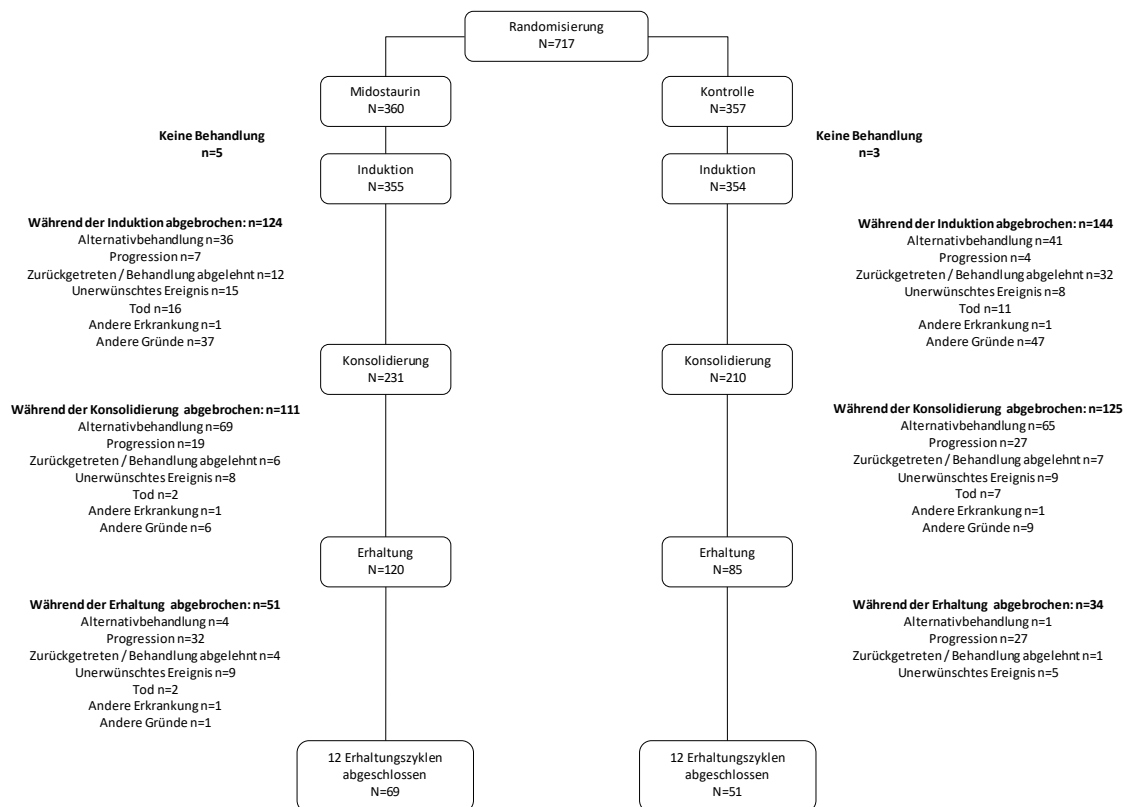 Randomisierung
N=717
Midostaurin
N=360
Kontrolle
N=357
Keine Behandlung
n=5
Keine Behandlung
n=3
Induktion
N=355
Induktion
N=354
Während der Induktion abgebrochen: n=124
Alternativbehandlung n=36
Progression n=7
Zurückgetreten / Behandlung abgelehnt n=12
Unerwünschtes Ereignis n=15
Tod n=16
Andere Erkrankung n=1
Andere Gründe n=37
Während der Induktion abgebrochen: n=144
Alternativbehandlung n=41
Progression n=4
Zurückgetreten / Behandlung abgelehnt n=32
Unerwünschtes Ereignis n=8
Tod n=11
Andere Erkrankung n=1
Andere Gründe n=47
Konsolidierung
N=231
Konsolidierung
N=210
Während der Konsolidierung abgebrochen: n=111
Alternativbehandlung n=69
Progression n=19
Zurückgetreten / Behandlung abgelehnt n=6
Unerwünschtes Ereignis n=8
Tod n=2
Andere Erkrankung n=1
Andere Gründe n=6
Während der Konsolidierung abgebrochen: n=125
Alternativbehandlung n=65
Progression n=27
Zurückgetreten / Behandlung abgelehnt n=7
Unerwünschtes Ereignis n=9
Tod n=7
Andere Erkrankung n=1
Andere Gründe n=9
Erhaltung
N=120
Erhaltung
N=85
Während der Erhaltung abgebrochen: n=51
Alternativbehandlung n=4
Progression n=32
Zurückgetreten / Behandlung abgelehnt n=4
Unerwünschtes Ereignis n=9
Tod n=2
Andere Erkrankung n=1
Andere Gründe n=1
Während der Erhaltung abgebrochen: n=34
Alternativbehandlung n=1
Progression n=27
Zurückgetreten / Behandlung abgelehnt n=1
Unerwünschtes Ereignis n=5
12 Erhaltungszyklen
abgeschlossen
N=69
12 Erhaltungszyklen
abgeschlossen
N=51